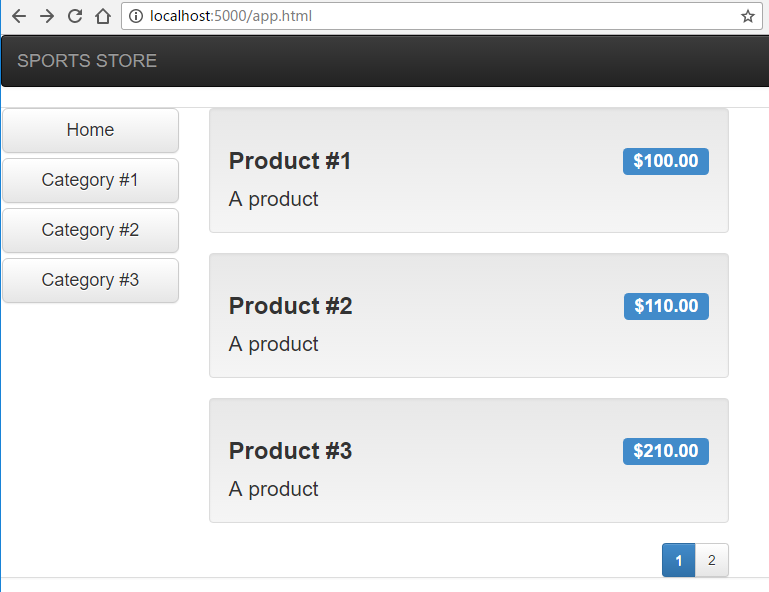 localhost:5000/app.html
SPORTS STORE
Home
Category #1
Category #2
Category #3
Product #1 $100.00
A product
Product #2 $110.00
A product
Product #3 $210.00
A product
1 2